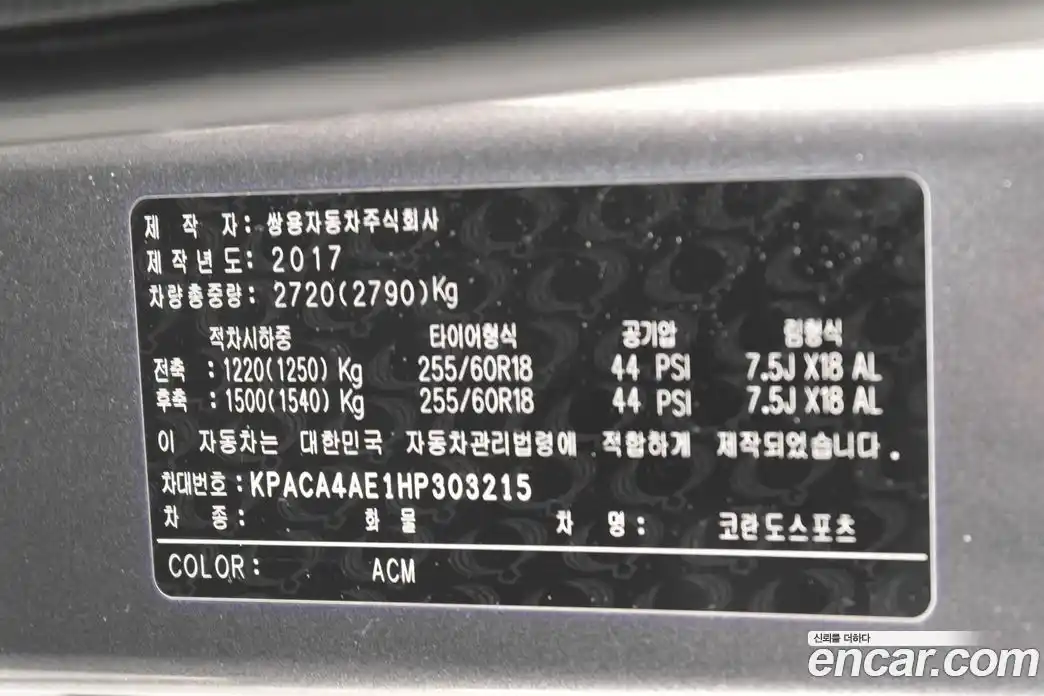 제 작 자: 쌍용자동차주식회사
제작년도: 2017
차량총중량: 2720(2790)Kg
적차시하중 타이어형식 공기압 림형식
전축 : 1220(1250) Kg 255/60R18 44 PSI 7.5J X18 AL
후축 : 1500(1540) Kg 255/60R18 44 PSI 7.5J X18 AL
이 자동차는 대한민국 자동차관리법령에 적합하게 제작되었습니다.
차대번호: KPACA4AE1HP303215
차 종: 화물 차 명: 코란도스포츠
COLOR: ACM
신뢰를 더하다
encar.com